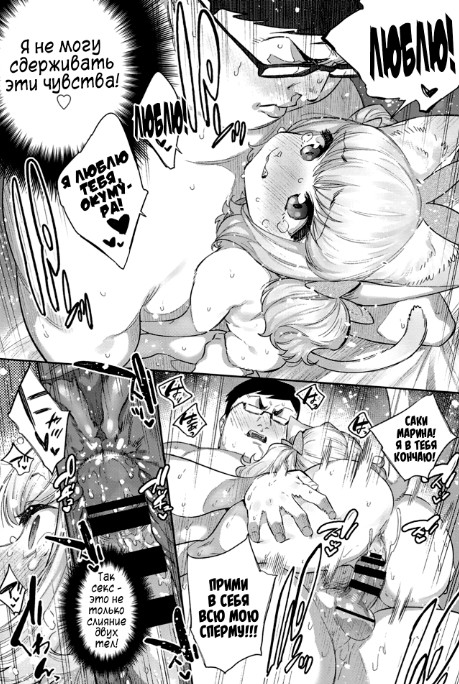 Я не могу
сдерживать
эти чувства!
♡
ЛЮБЛЮ!
ЛЮБЛЮ!
Я ЛЮБЛЮ
ТЕБЯ,
ОКУМУ-
РА!
САКИ
МАРИНА!
Я В ТЕБЯ
КОНЧАЮ!
Так
секс -
это не
только
слияние
двух
тел!
ПРИМИ
В СЕБЯ
ВСЮ МОЮ
СПЕРМУ!!!